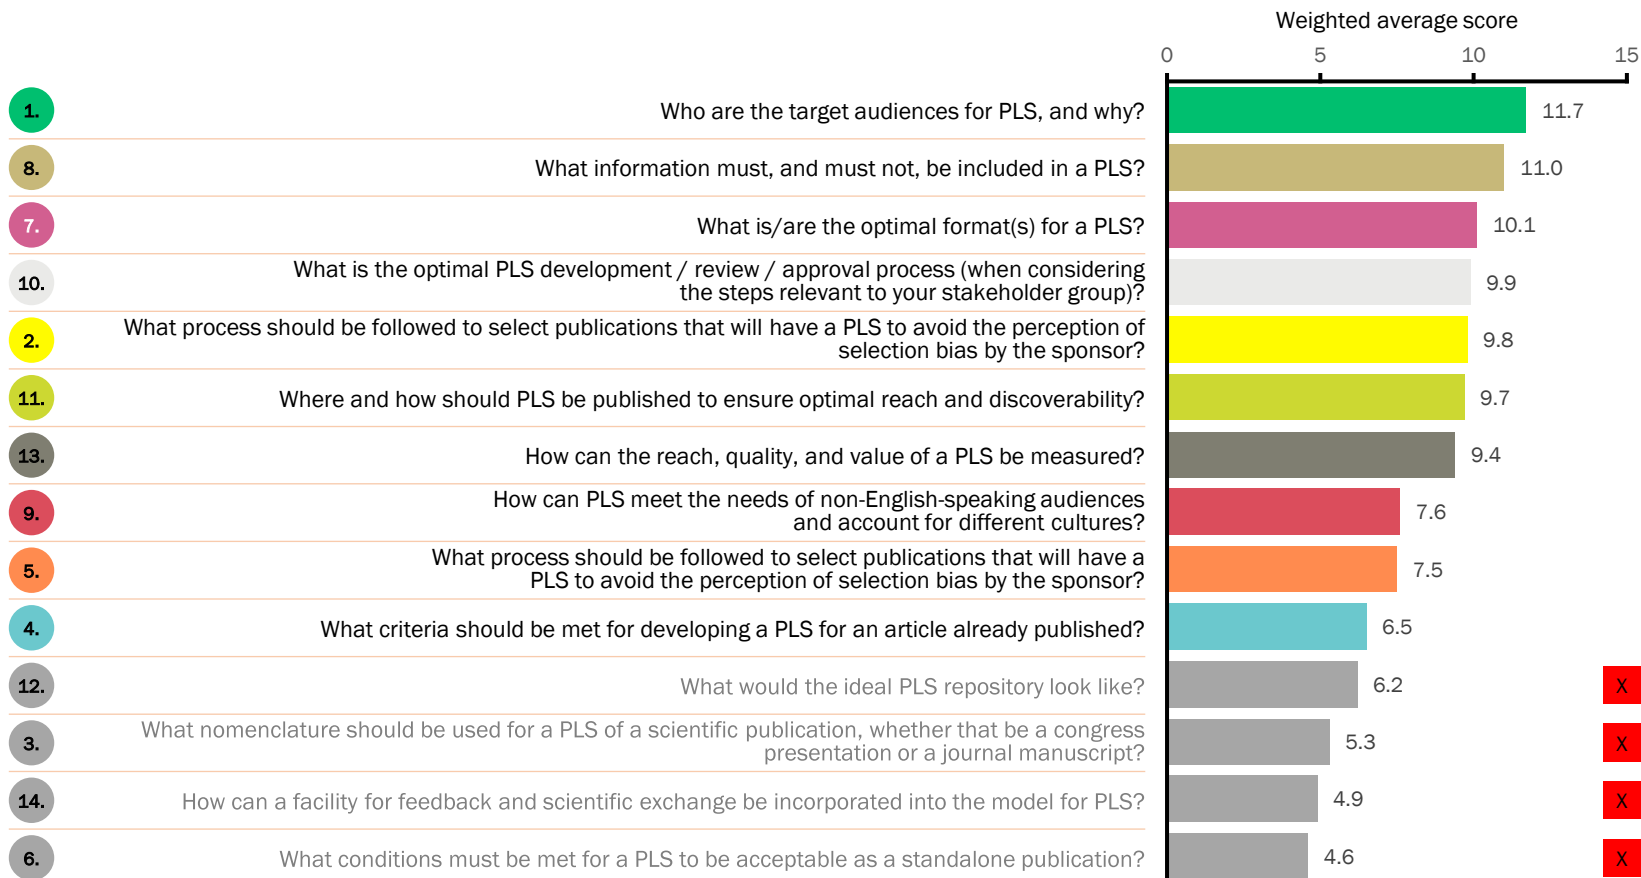 Weighted average score
0 5 10 15
1. Who are the target audiences for PLS, and why? 11.7
8. What information must, and must not, be included in a PLS? 11.0
7. What is/are the optimal format(s) for a PLS? 10.1
What is the optimal PLS development / review / approval process (when considering
10. the steps relevant to your stakeholder group)? 9.9
What process should be followed to select publications that will have a PLS to avoid the perception of
2. selection bias by the sponsor? 9.8
11. Where and how should PLS be published to ensure optimal reach and discoverability? 9.7
13. How can the reach, quality, and value of a PLS be measured? 9.4
How can PLS meet the needs of non-English-speaking audiences
9. and account for different cultures? 7.6
What process should be followed to select publications that will have a
5. PLS to avoid the perception of selection bias by the sponsor? 7.5
4. What criteria should be met for developing a PLS for an article already published? 6.5
12. What would the ideal PLS repository look like? 6.2 X
What nomenclature should be used for a PLS of a scientific publication, whether that be a congress
3. presentation or a journal manuscript? 5.3 X
14. How can a facility for feedback and scientific exchange be incorporated into the model for PLS? 4.9 X
6. What conditions must be met for a PLS to be acceptable as a standalone publication? 4.6 X